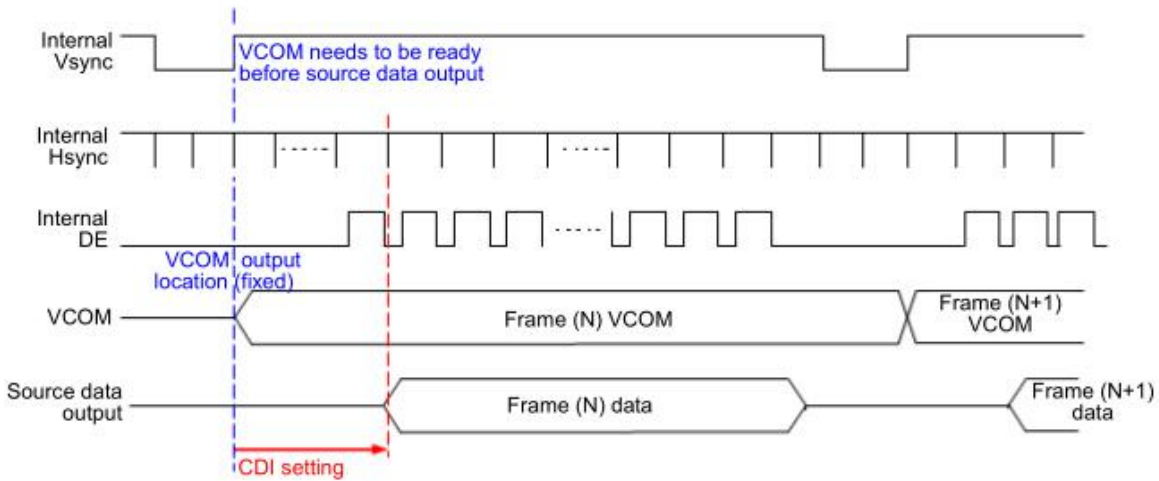 Internal
Vsync
VCOM needs to be ready
before source data output
Internal
Hsync
Internal
DE
VCOM output
location (fixed)
VCOM
Frame (N) VCOM
Frame (N+1)
VCOM
Source data
output
Frame (N) data
Frame (N+1)
data
CDI setting